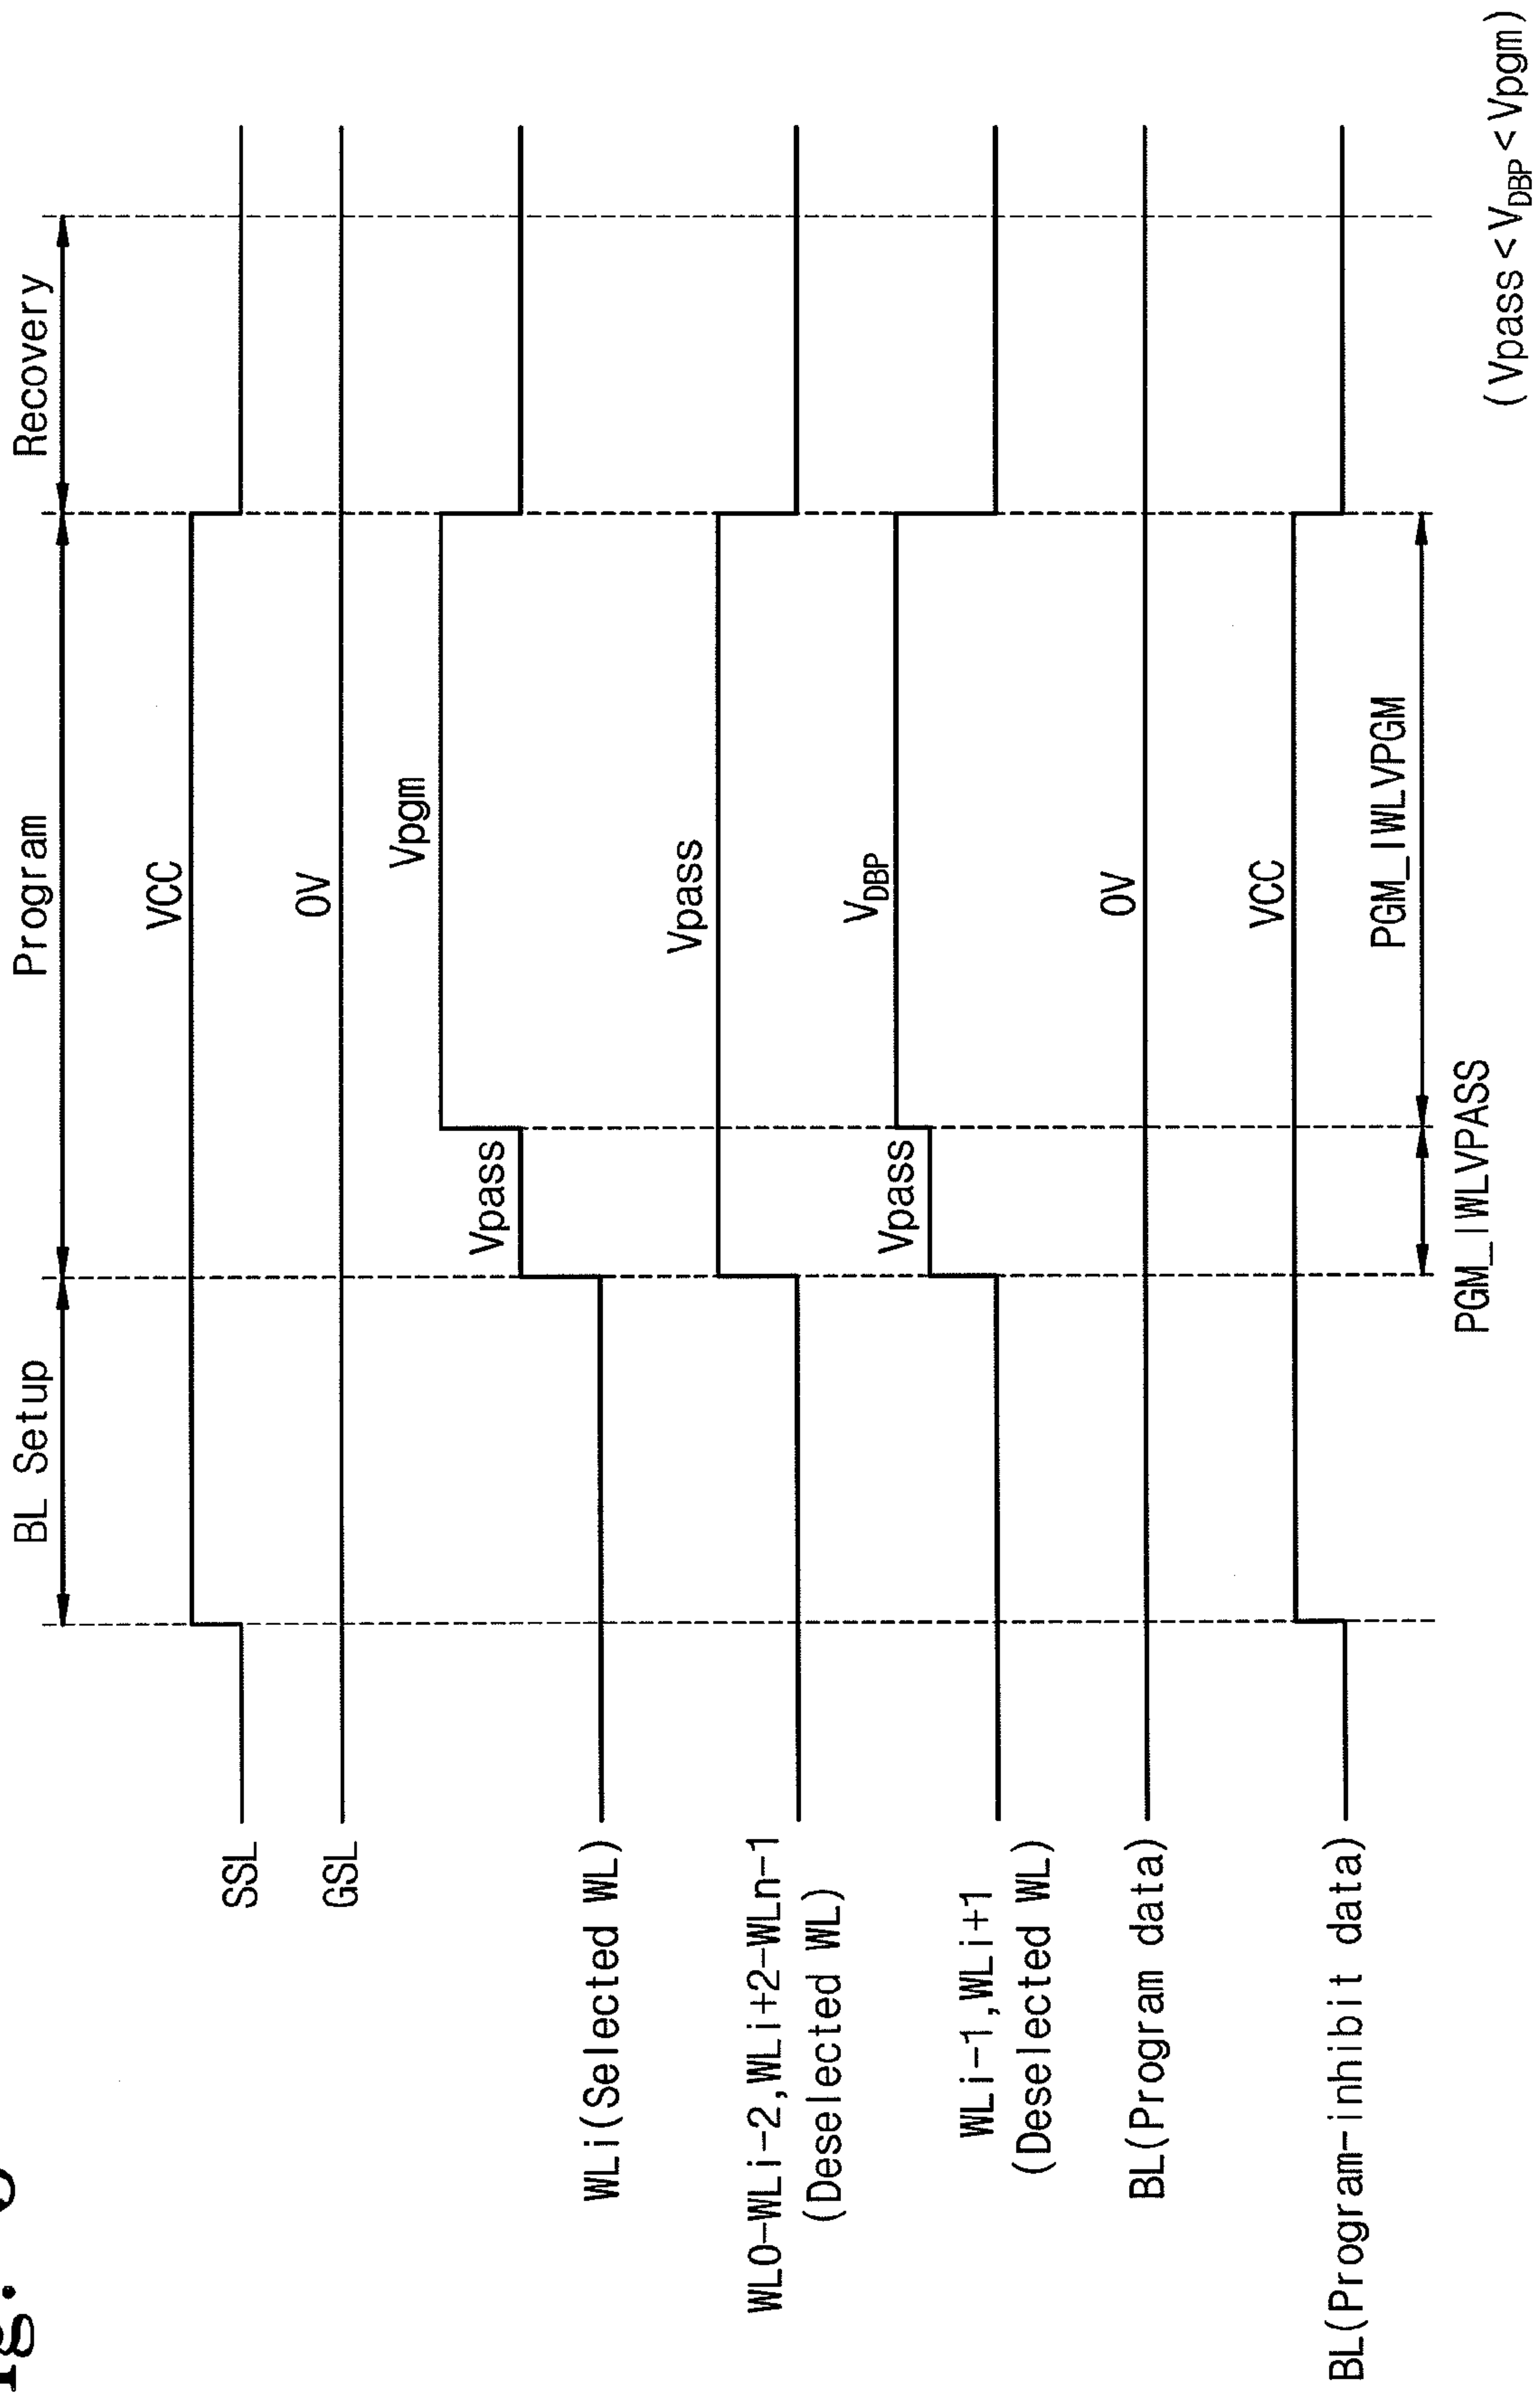 BL Setup
Program
Recovery
SSL
VCC
GSL
0V
WLi(Selected WL)
Vpass
Vpgm
WL0-WLi-2,WLi+2-WLn-1
(Deselected WL)
Vpass
WLi-1,WLi+1
(Deselected WL)
Vpass
VDBP
BL(Program data)
0V
BL(Program-inhibit data)
VCC
PGM_IWLVPASS
PGM_IWLVPGM
(Vpass < VDBP < Vpgm)